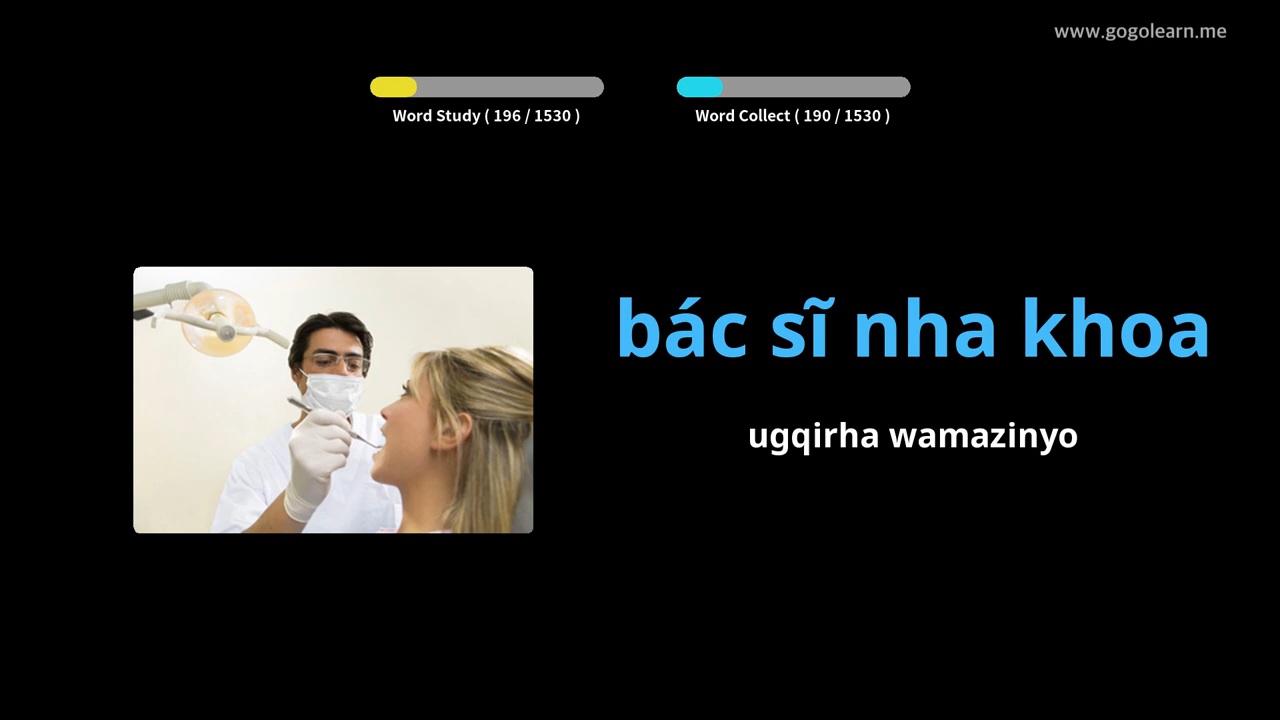 www.gogolearn.me
Word Study ( 196 / 1530 )
Word Collect ( 190 / 1530 )
bác sĩ nha khoa
ugqirha wamazinyo